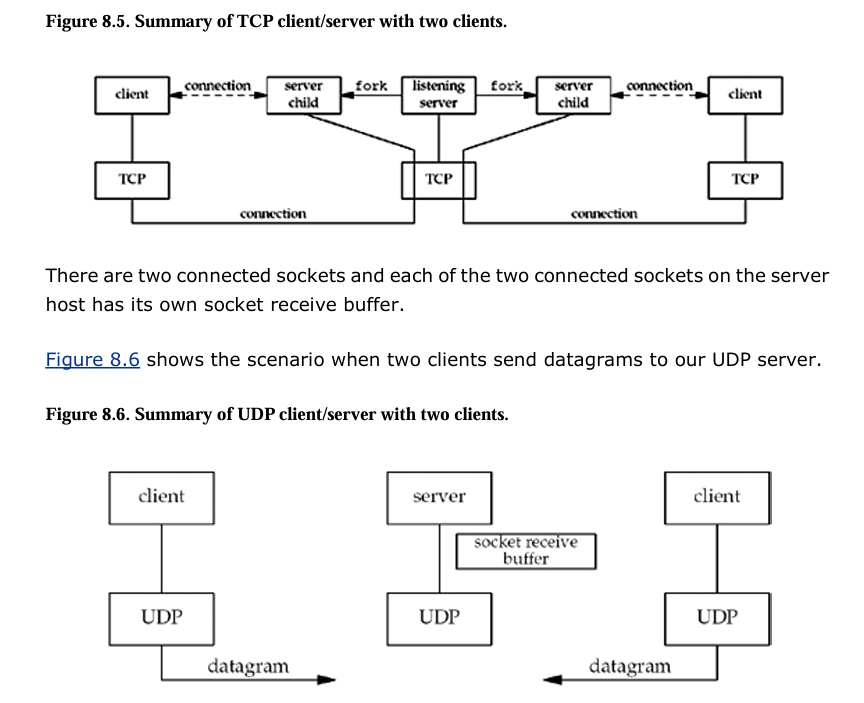 Figure 8.5. Summary of TCP client/server with two clients.
client connection server child fork listening server fork server child connection client
TCP TCP TCP
connection connection
There are two connected sockets and each of the two connected sockets on the server
host has its own socket receive buffer.
Figure 8.6 shows the scenario when two clients send datagrams to our UDP server.
Figure 8.6. Summary of UDP client/server with two clients.
client server client
socket receive
buffer
UDP UDP UDP
datagram datagram